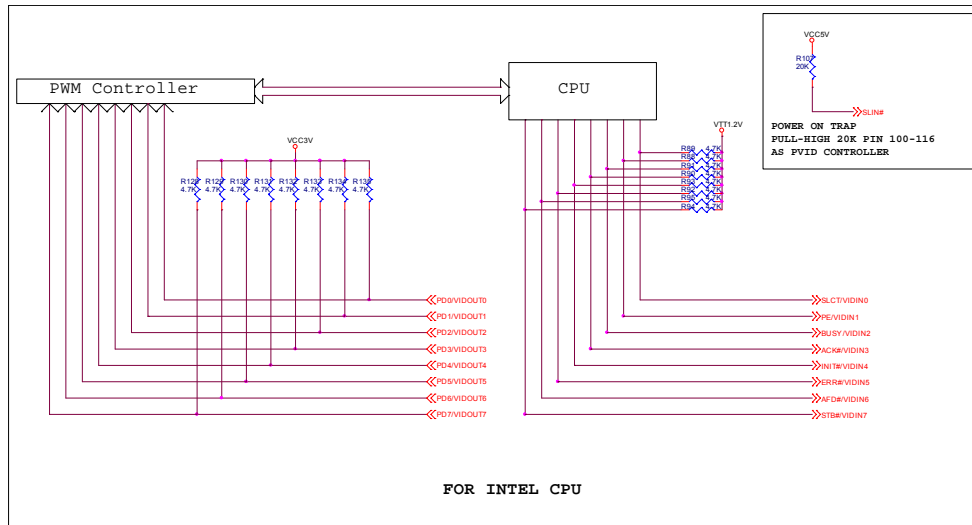 VCC5V
20K
SLIN#
POWER ON TRAP
PULL-HIGH 20K PIN 100-116
AS PVID CONTROLLER
PWM Controller
CPU
VTT1.2V
VCC3V
R89 4.7K
4.7K 4.7K 4.7K 4.7K 4.7K 4.7K 4.7K 4.7K
PD0/VIDOUT0
PD1/VIDOUT1
PD2/VIDOUT2
PD3/VIDOUT3
PD4/VIDOUT4
PD5/VIDOUT5
PD6/VIDOUT6
PD7/VIDOUT7
SLCT/VIDIN0
PE/VIDIN1
BUSY/VIDIN2
ACK#/VIDIN3
INIT#/VIDIN4
ERR#/VIDIN5
AFD#/VIDIN6
STB#/VIDIN7
FOR INTEL CPU